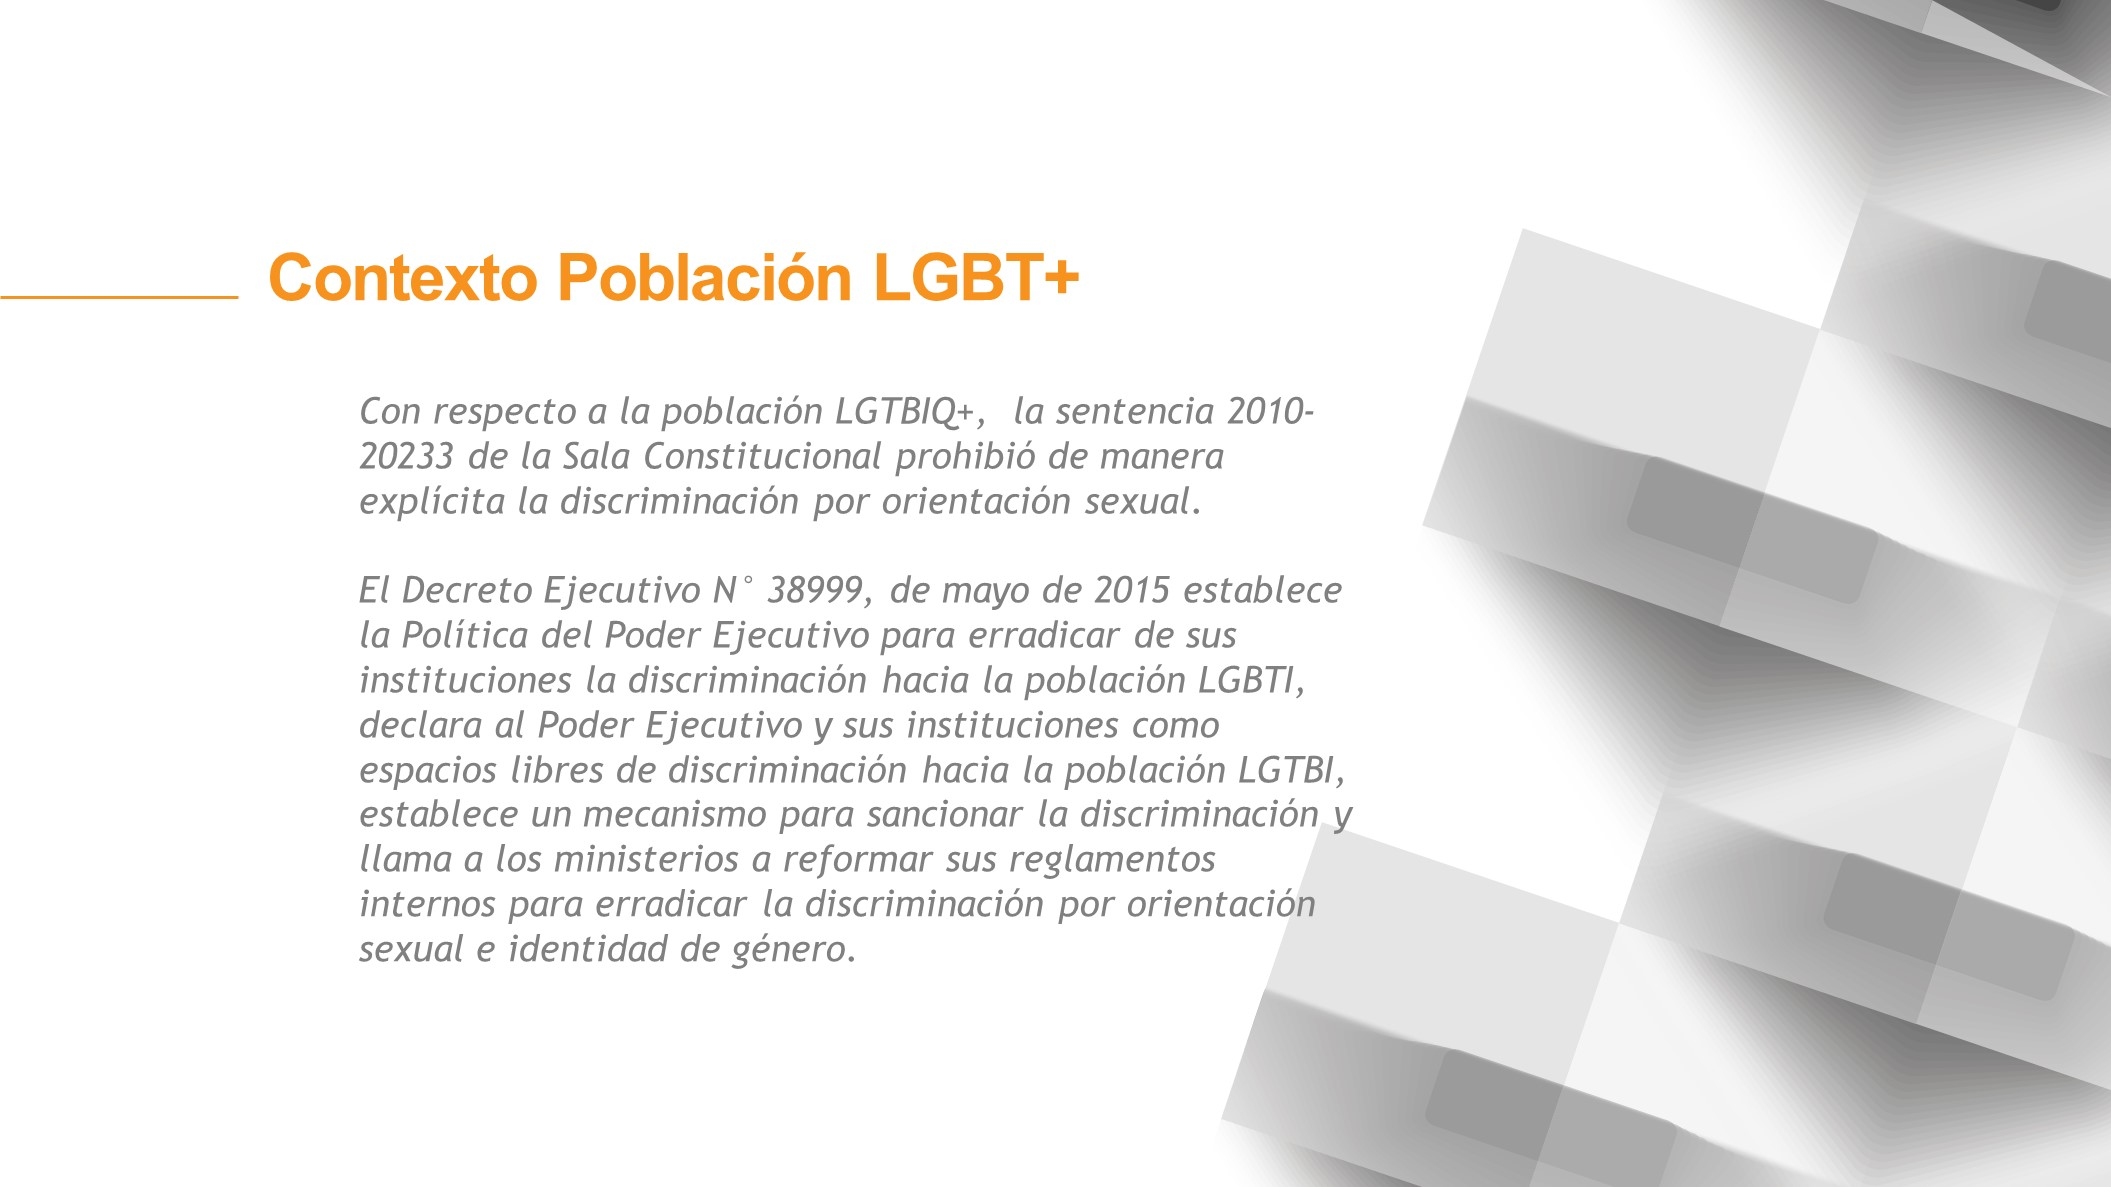 Contexto Población LGBT+
Con respecto a la población LGTBIQ+,  la sentencia 2010-
20233 de la Sala Constitucional prohibió de manera
explícita la discriminación por orientación sexual.
El Decreto Ejecutivo N° 38999, de mayo de 2015 establece
la Política del Poder Ejecutivo para erradicar de sus
instituciones la discriminación hacia la población LGBTI,
declara al Poder Ejecutivo y sus instituciones como
espacios libres de discriminación hacia la población LGTBI,
establece un mecanismo para sancionar la discriminación y
llama a los ministerios a reformar sus reglamentos
internos para erradicar la discriminación por orientación
sexual e identidad de género.